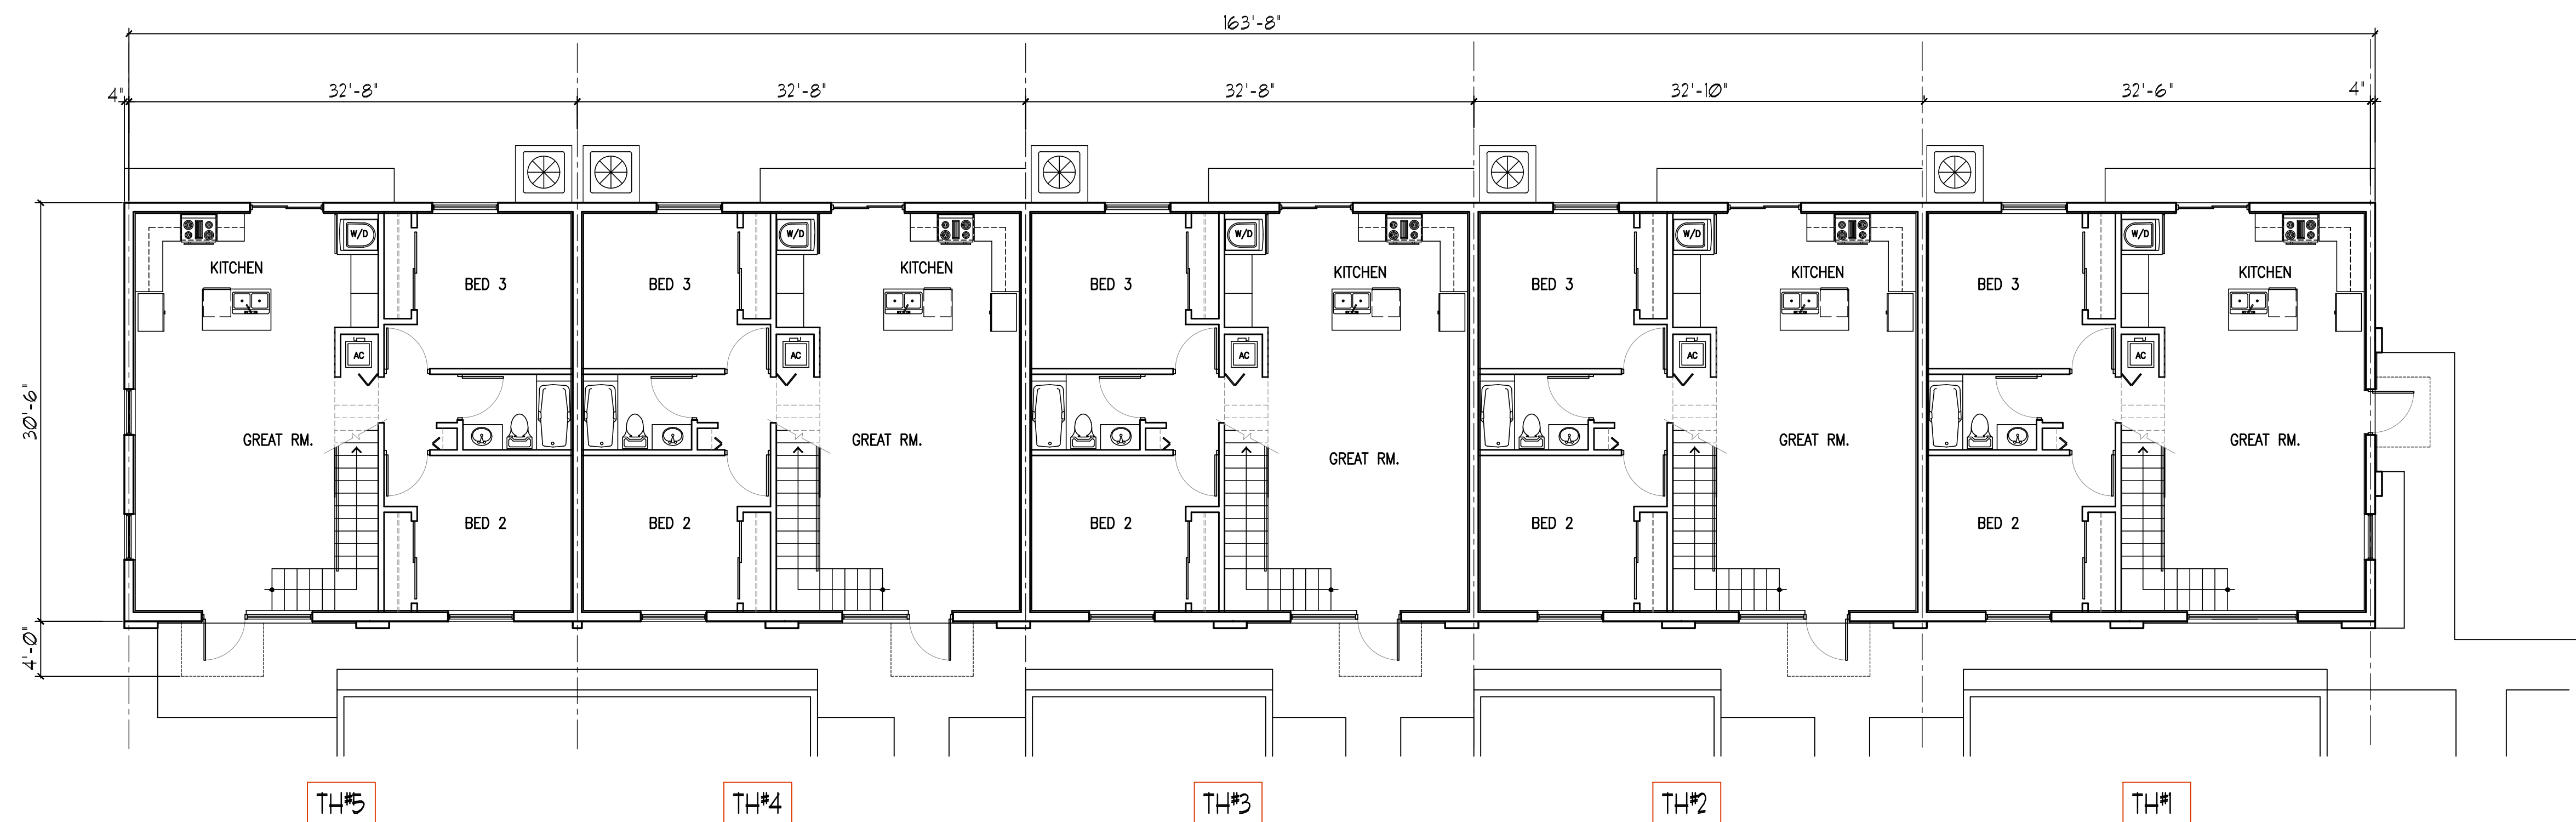 163'-8"
4" 32'-8" 32'-8" 32'-8" 32'-10" 32'-6" 4"
W/D W/D W/D W/D W/D
KITCHEN BED 3 BED 3 KITCHEN BED 3 KITCHEN BED 3 KITCHEN BED 3 KITCHEN
AC AC AC AC AC
30'-6"
GREAT RM. GREAT RM. GREAT RM. GREAT RM. GREAT RM.
BED 2 BED 2 BED 2 BED 2 BED 2
4'-0"
TH#5 TH#4 TH#3 TH#2 TH#1